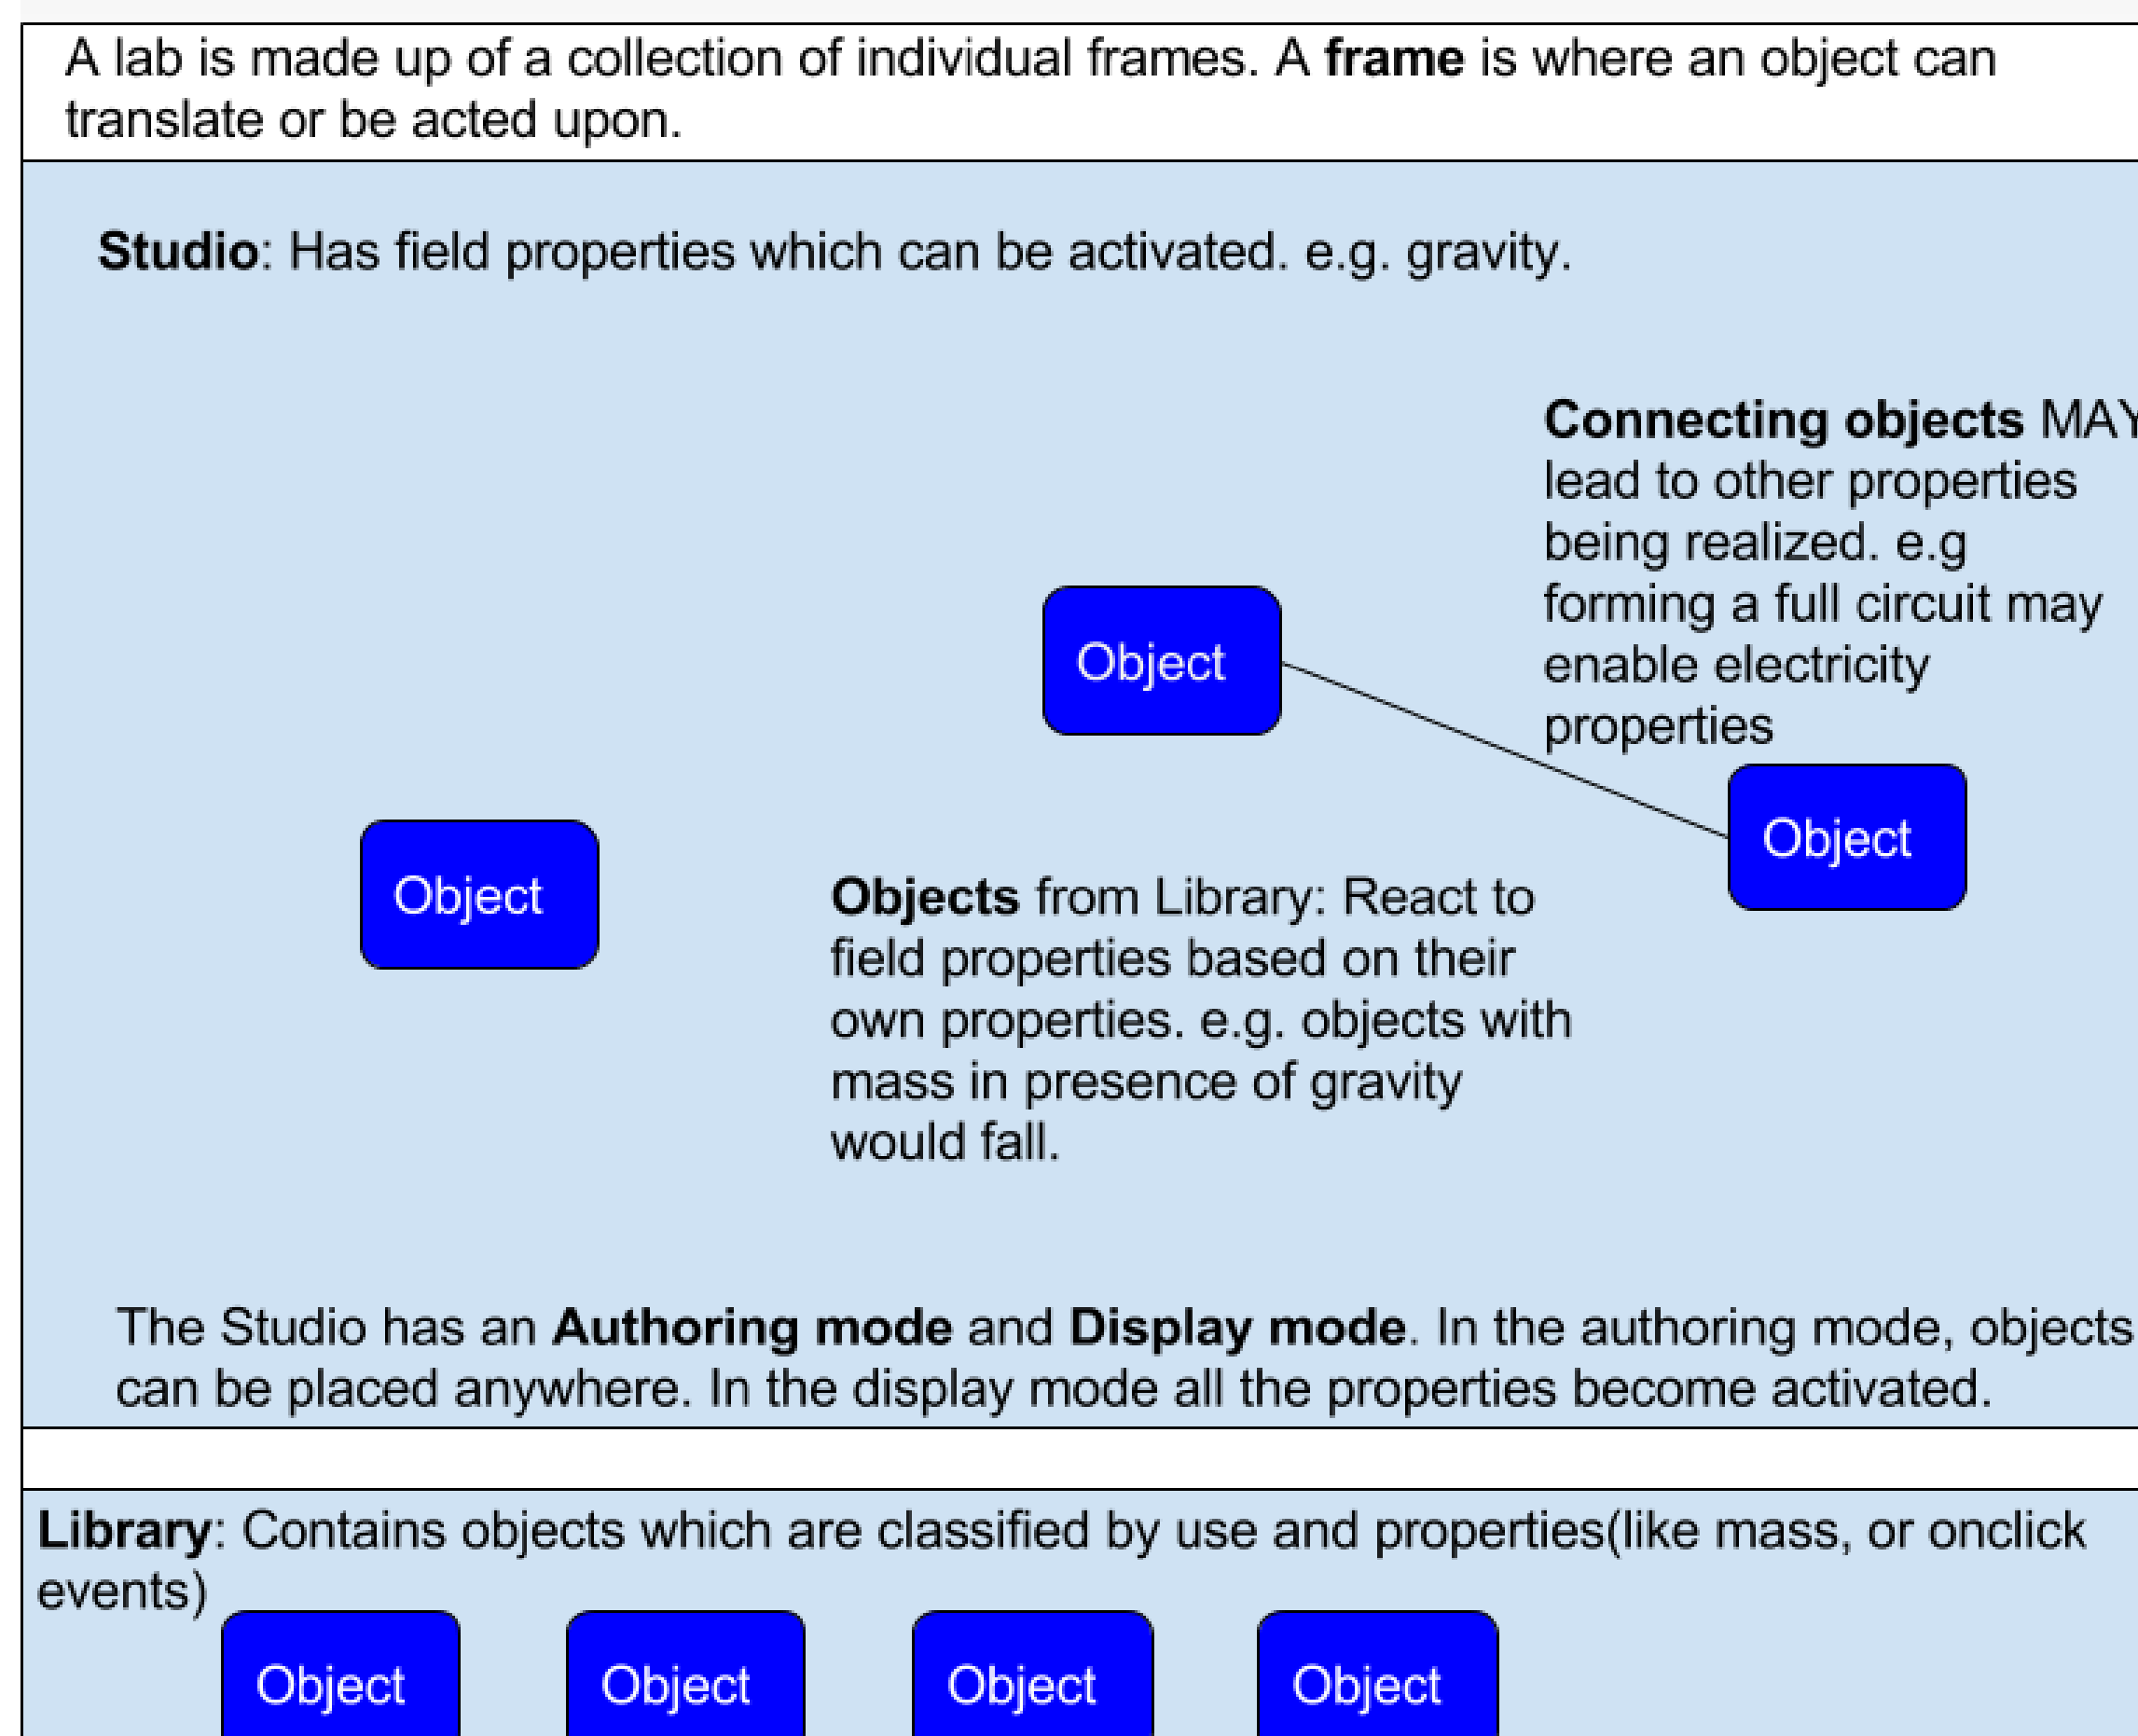 A lab is made up of a collection of individual frames. A frame is where an object can
translate or be acted upon.
Studio: Has field properties which can be activated. e.g. gravity.
Connecting objects MAY
lead to other properties
being realized. e.g
forming a full circuit may
enable electricity
properties
Object
Object
Object
Objects from Library: React to
field properties based on their
own properties. e.g. objects with
mass in presence of gravity
would fall.
The Studio has an Authoring mode and Display mode. In the authoring mode, objects
can be placed anywhere. In the display mode all the properties become activated.
Library: Contains objects which are classified by use and properties(like mass, or onclick
events)
Object
Object
Object
Object